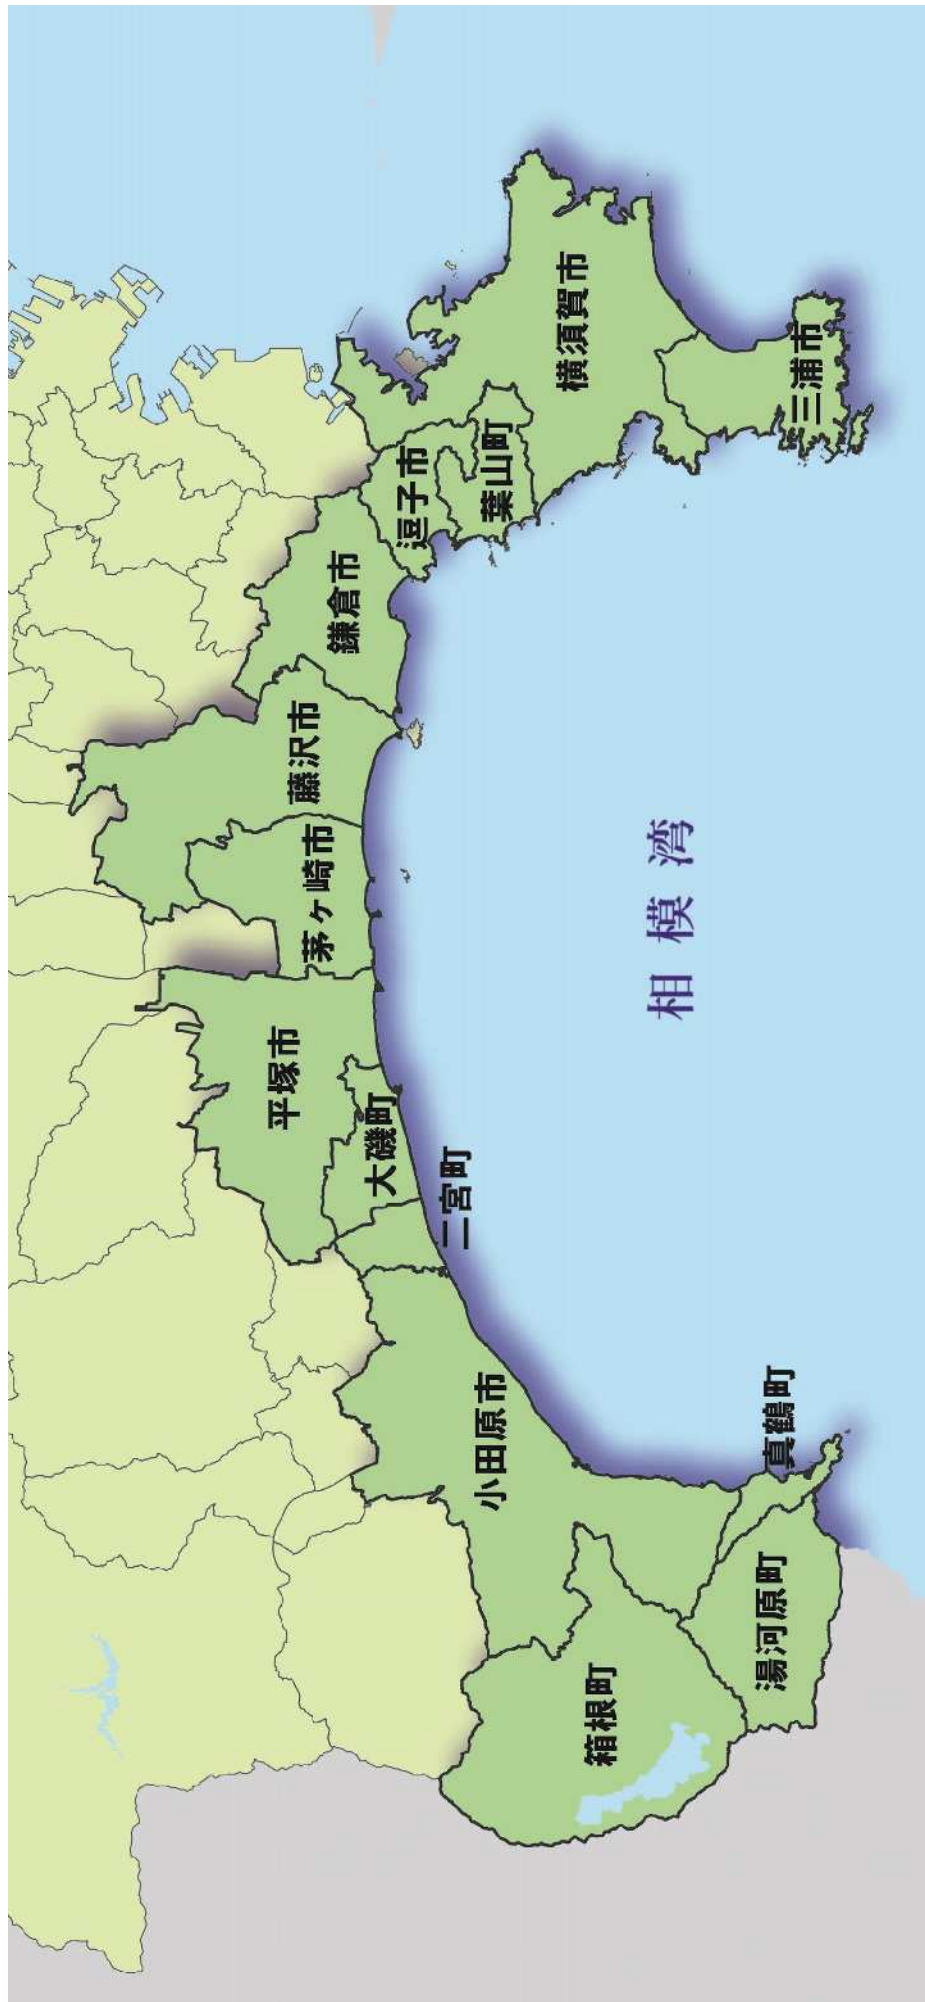 横須賀市
三浦市
葉山町
逗子市
鎌倉市
藤沢市
茅ヶ崎市
平塚市
大磯町
二宮町
小田原市
真鶴町
湯河原町
箱根町
相模湾